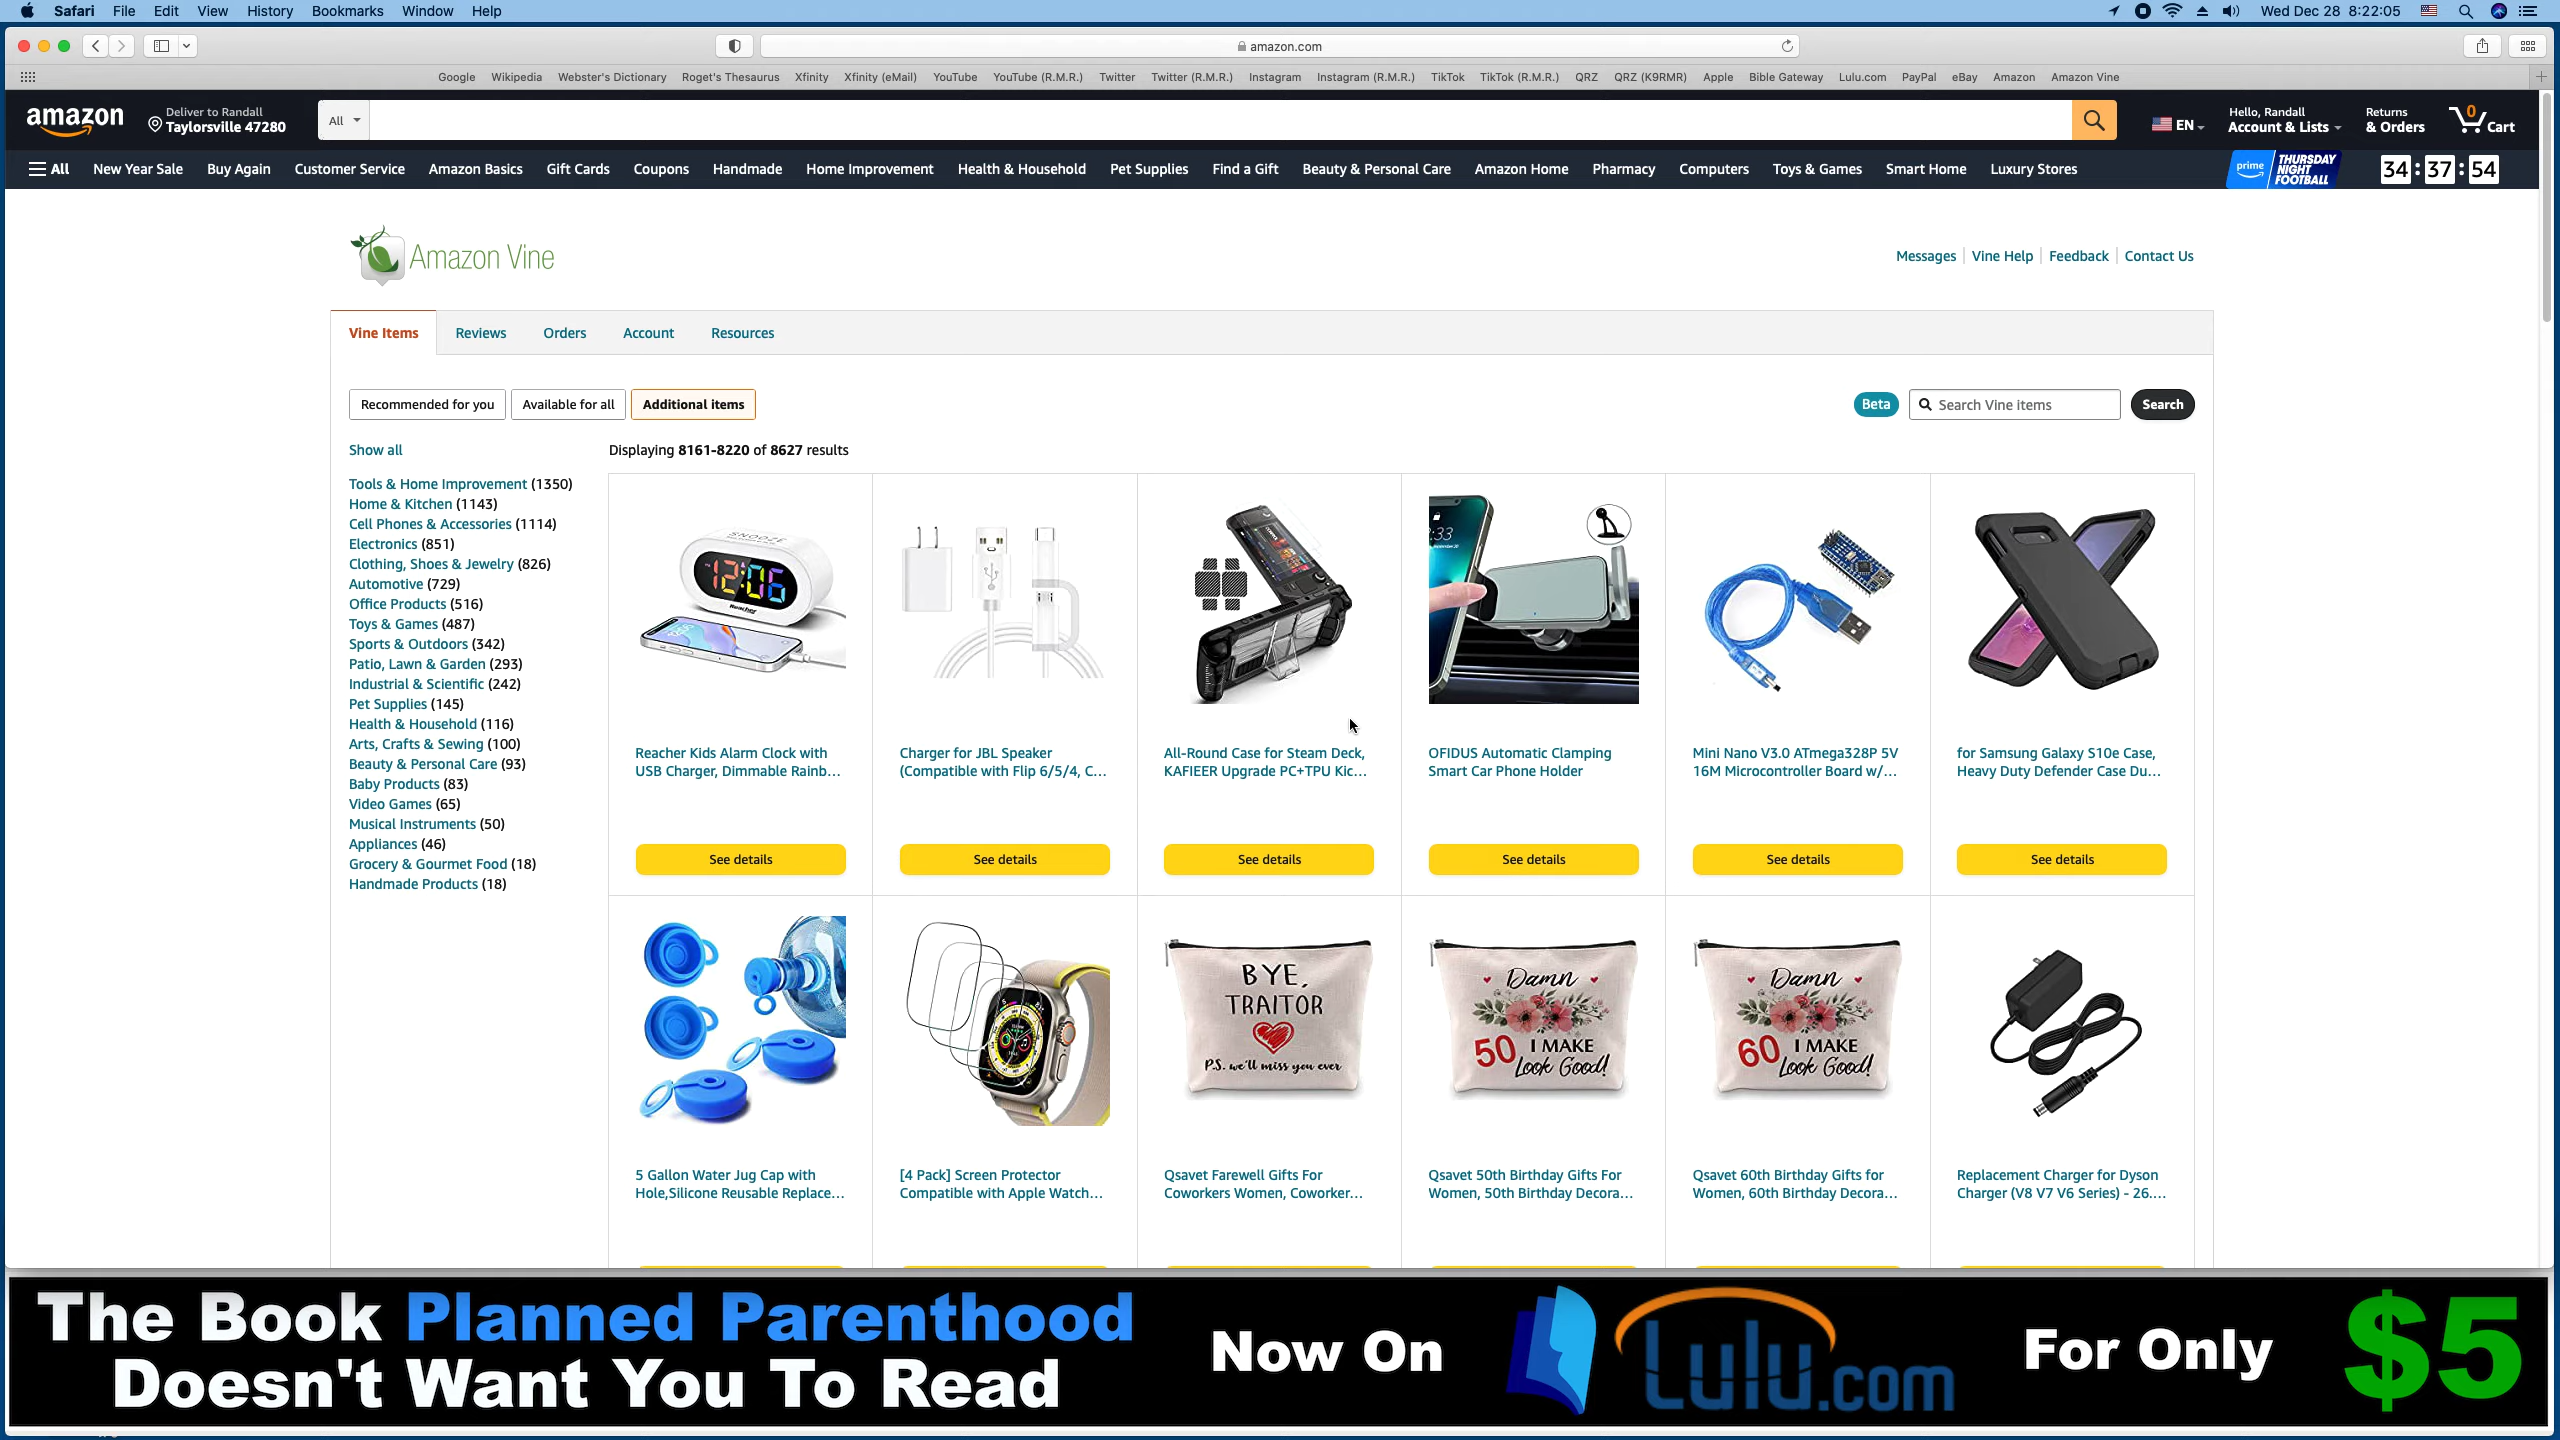 Safari File Edit View History Bookmarks Window Help
Wed Dec 28 8:22:05
amazon.com
Google Wikipedia Webster's Dictionary Roget's Thesaurus Xfinity Xfinity (eMail) YouTube YouTube (R.M.R.) Twitter Twitter (R.M.R.) Instagram Instagram (R.M.R.) TikTok TikTok (R.M.R.) QRZ QRZ (K9RMR) Apple Bible Gateway Lulu.com PayPal eBay Amazon Amazon Vine
amazon
Deliver to Randall
Taylorsville 47280
All
EN
Hello, Randall
Account & Lists
Returns
& Orders
0
Cart
All New Year Sale Buy Again Customer Service Amazon Basics Gift Cards Coupons Handmade Home Improvement Health & Household Pet Supplies Find a Gift Beauty & Personal Care Amazon Home Pharmacy Computers Toys & Games Smart Home Luxury Stores
prime
THURSDAY
NIGHT
FOOTBALL
34:37:54
Amazon Vine
Messages Vine Help Feedback Contact Us
Vine Items Reviews Orders Account Resources
Recommended for you Available for all Additional items
Beta Search Vine items Search
Show all
Displaying 8161-8220 of 8627 results
Tools & Home Improvement (1350)
Home & Kitchen (1143)
Cell Phones & Accessories (1114)
Electronics (851)
Clothing, Shoes & Jewelry (826)
Automotive (729)
Office Products (516)
Toys & Games (487)
Sports & Outdoors (342)
Patio, Lawn & Garden (293)
Industrial & Scientific (242)
Pet Supplies (145)
Health & Household (116)
Arts, Crafts & Sewing (100)
Beauty & Personal Care (93)
Baby Products (83)
Video Games (65)
Musical Instruments (50)
Appliances (46)
Grocery & Gourmet Food (18)
Handmade Products (18)
SNOOZE
12:06
Reacher
:33
Reacher Kids Alarm Clock with
USB Charger, Dimmable Rainb...
Charger for JBL Speaker
(Compatible with Flip 6/5/4, C...
All-Round Case for Steam Deck,
KAFIEER Upgrade PC+TPU Kic...
OFIDUS Automatic Clamping
Smart Car Phone Holder
Mini Nano V3.0 ATmega328P 5V
16M Microcontroller Board w/...
for Samsung Galaxy S10e Case,
Heavy Duty Defender Case Du...
See details See details See details See details See details See details
BYE,
TRAITOR
P.S. we'll miss you ever
Damn
50 I MAKE
Look Good!
Damn
60 I MAKE
Look Good!
5 Gallon Water Jug Cap with
Hole,Silicone Reusable Replace...
[4 Pack] Screen Protector
Compatible with Apple Watch...
Qsavet Farewell Gifts For
Coworkers Women, Coworker...
Qsavet 50th Birthday Gifts For
Women, 50th Birthday Decora...
Qsavet 60th Birthday Gifts for
Women, 60th Birthday Decora...
Replacement Charger for Dyson
Charger (V8 V7 V6 Series) - 26....
The Book Planned Parenthood
Doesn't Want You To Read
Now On
Lulu.com
For Only
$5